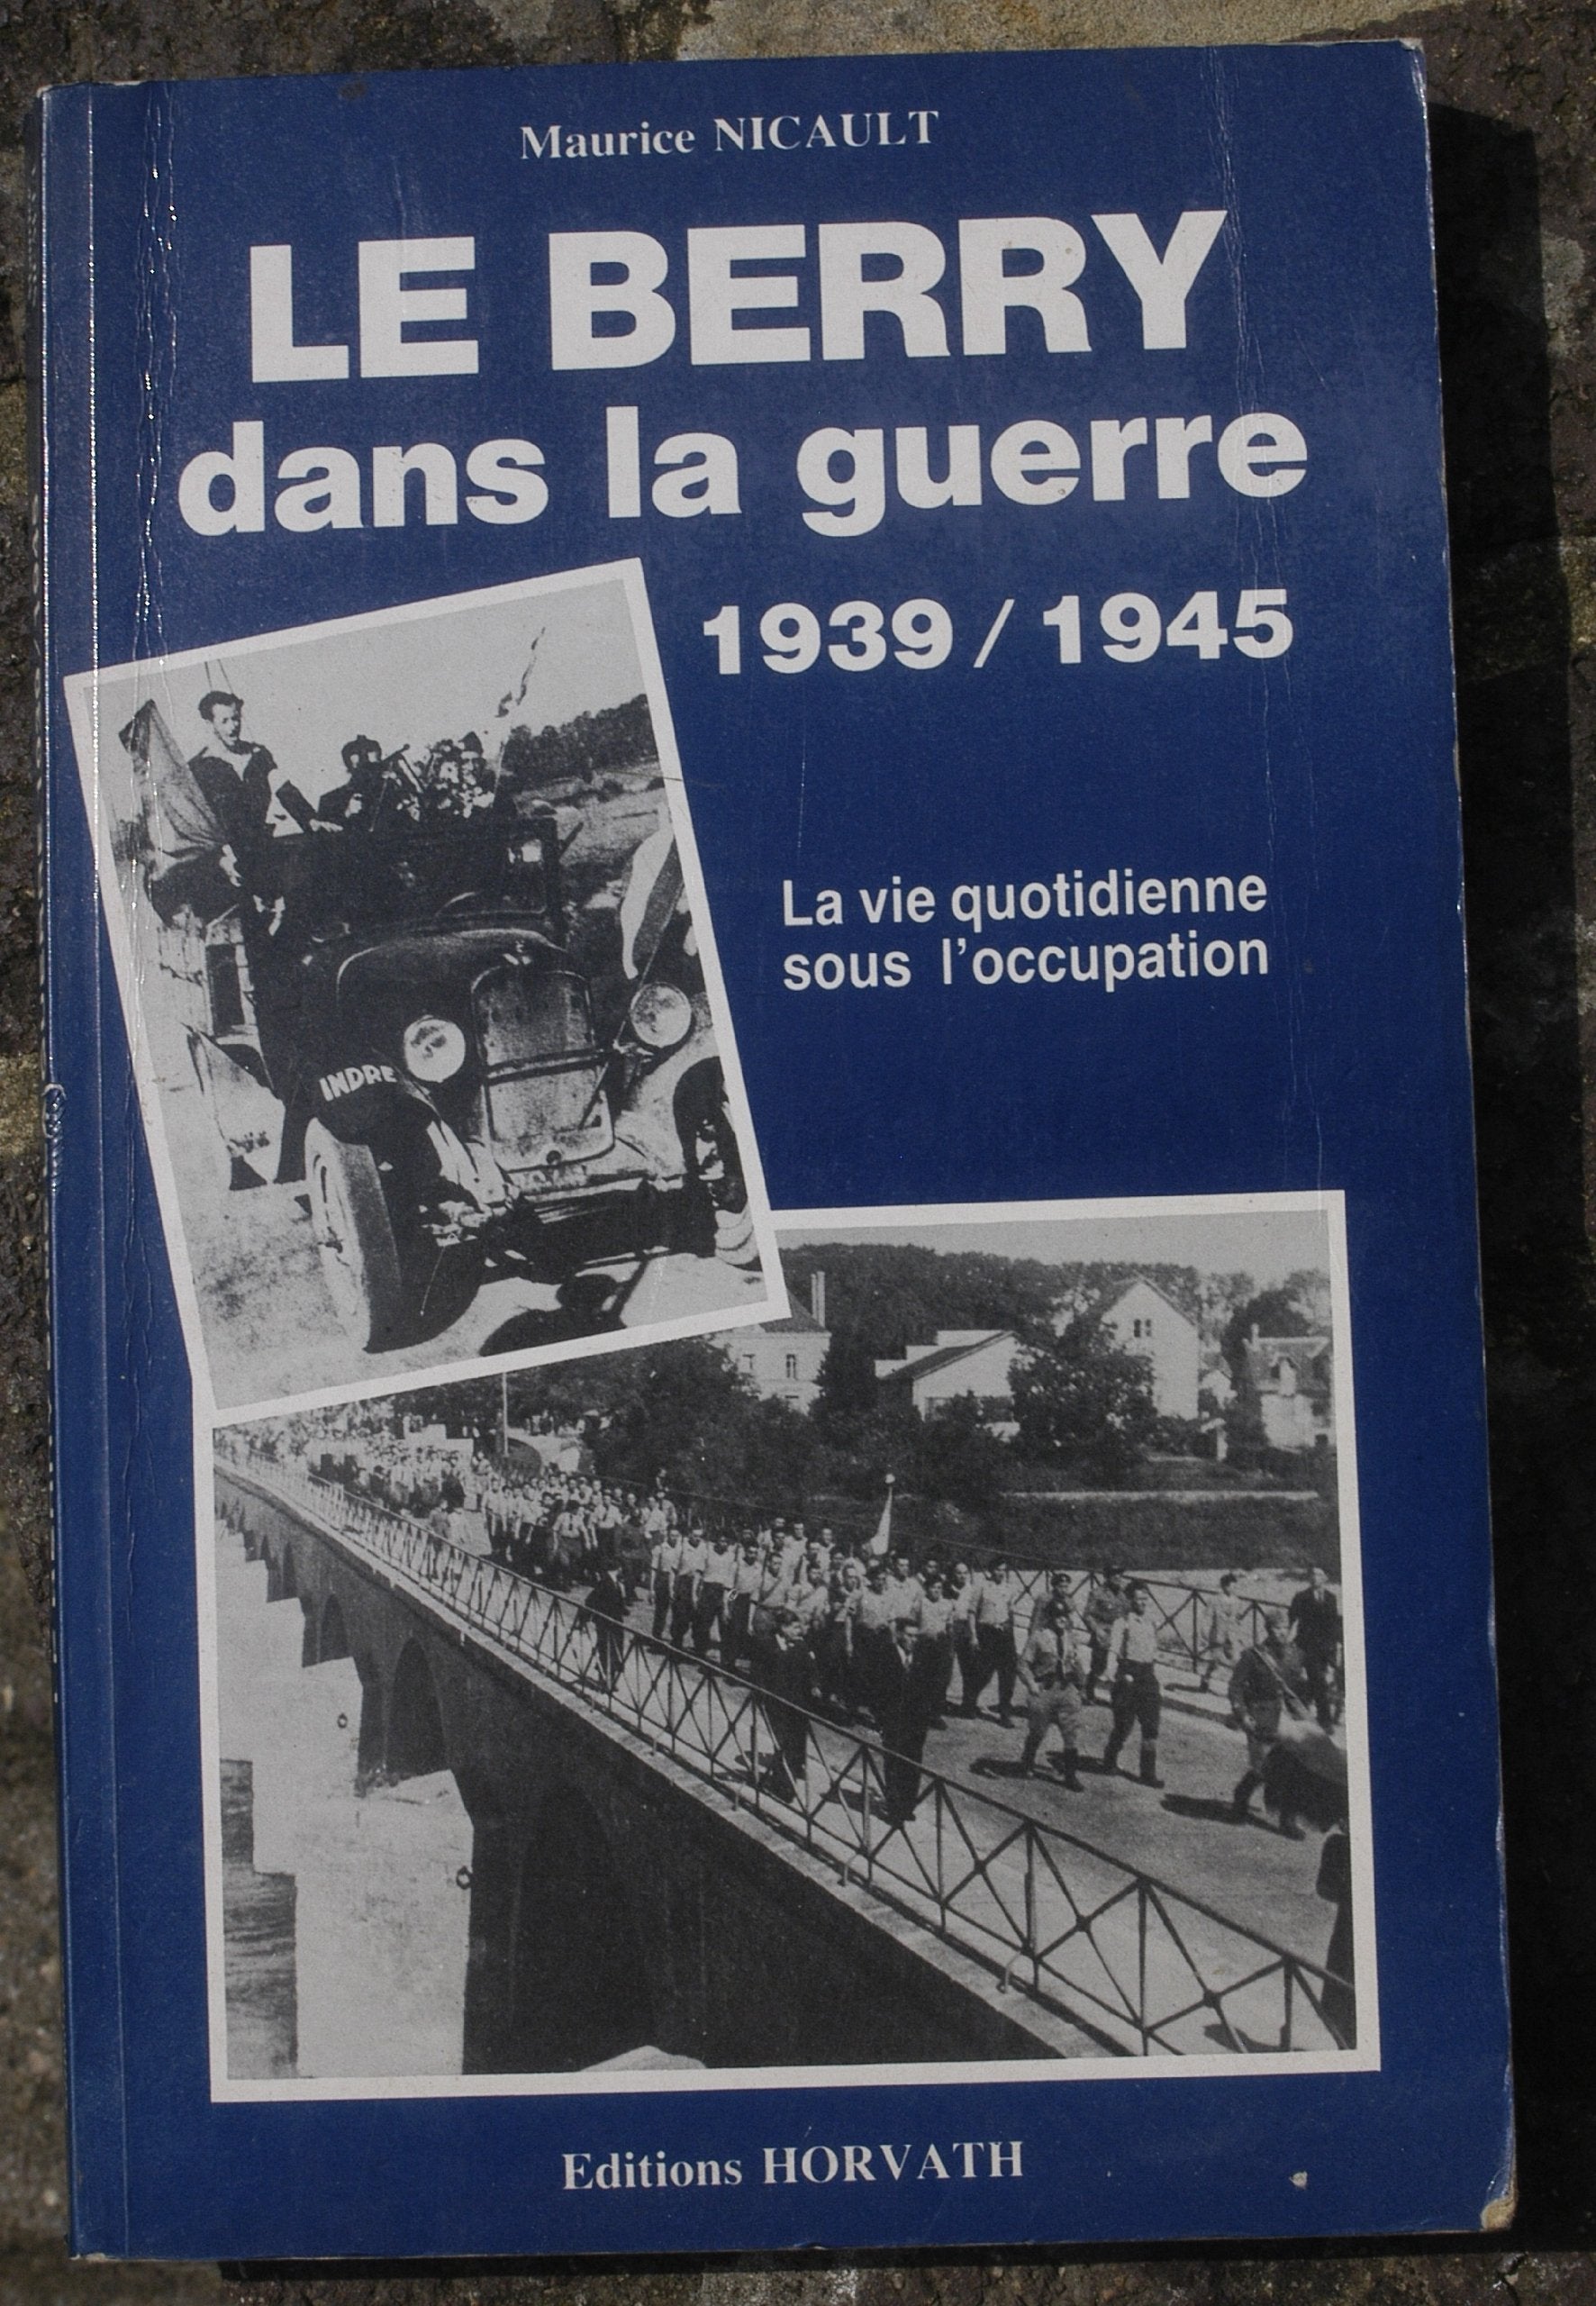 Maurice NICAULT
LE BERRY
dans la guerre
1939 / 1945
La vie quotidienne
sous l'occupation
INDRE
Editions HORVATH